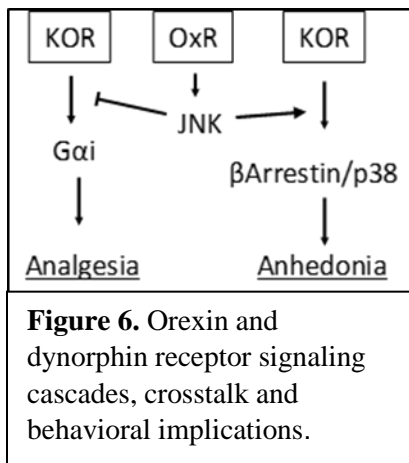 KOR OxR KOR
JNK
Gαi
βArrestin/p38
Analgesia Anhedonia
Figure 6. Orexin and
dynorphin receptor signaling
cascades, crosstalk and
behavioral implications.